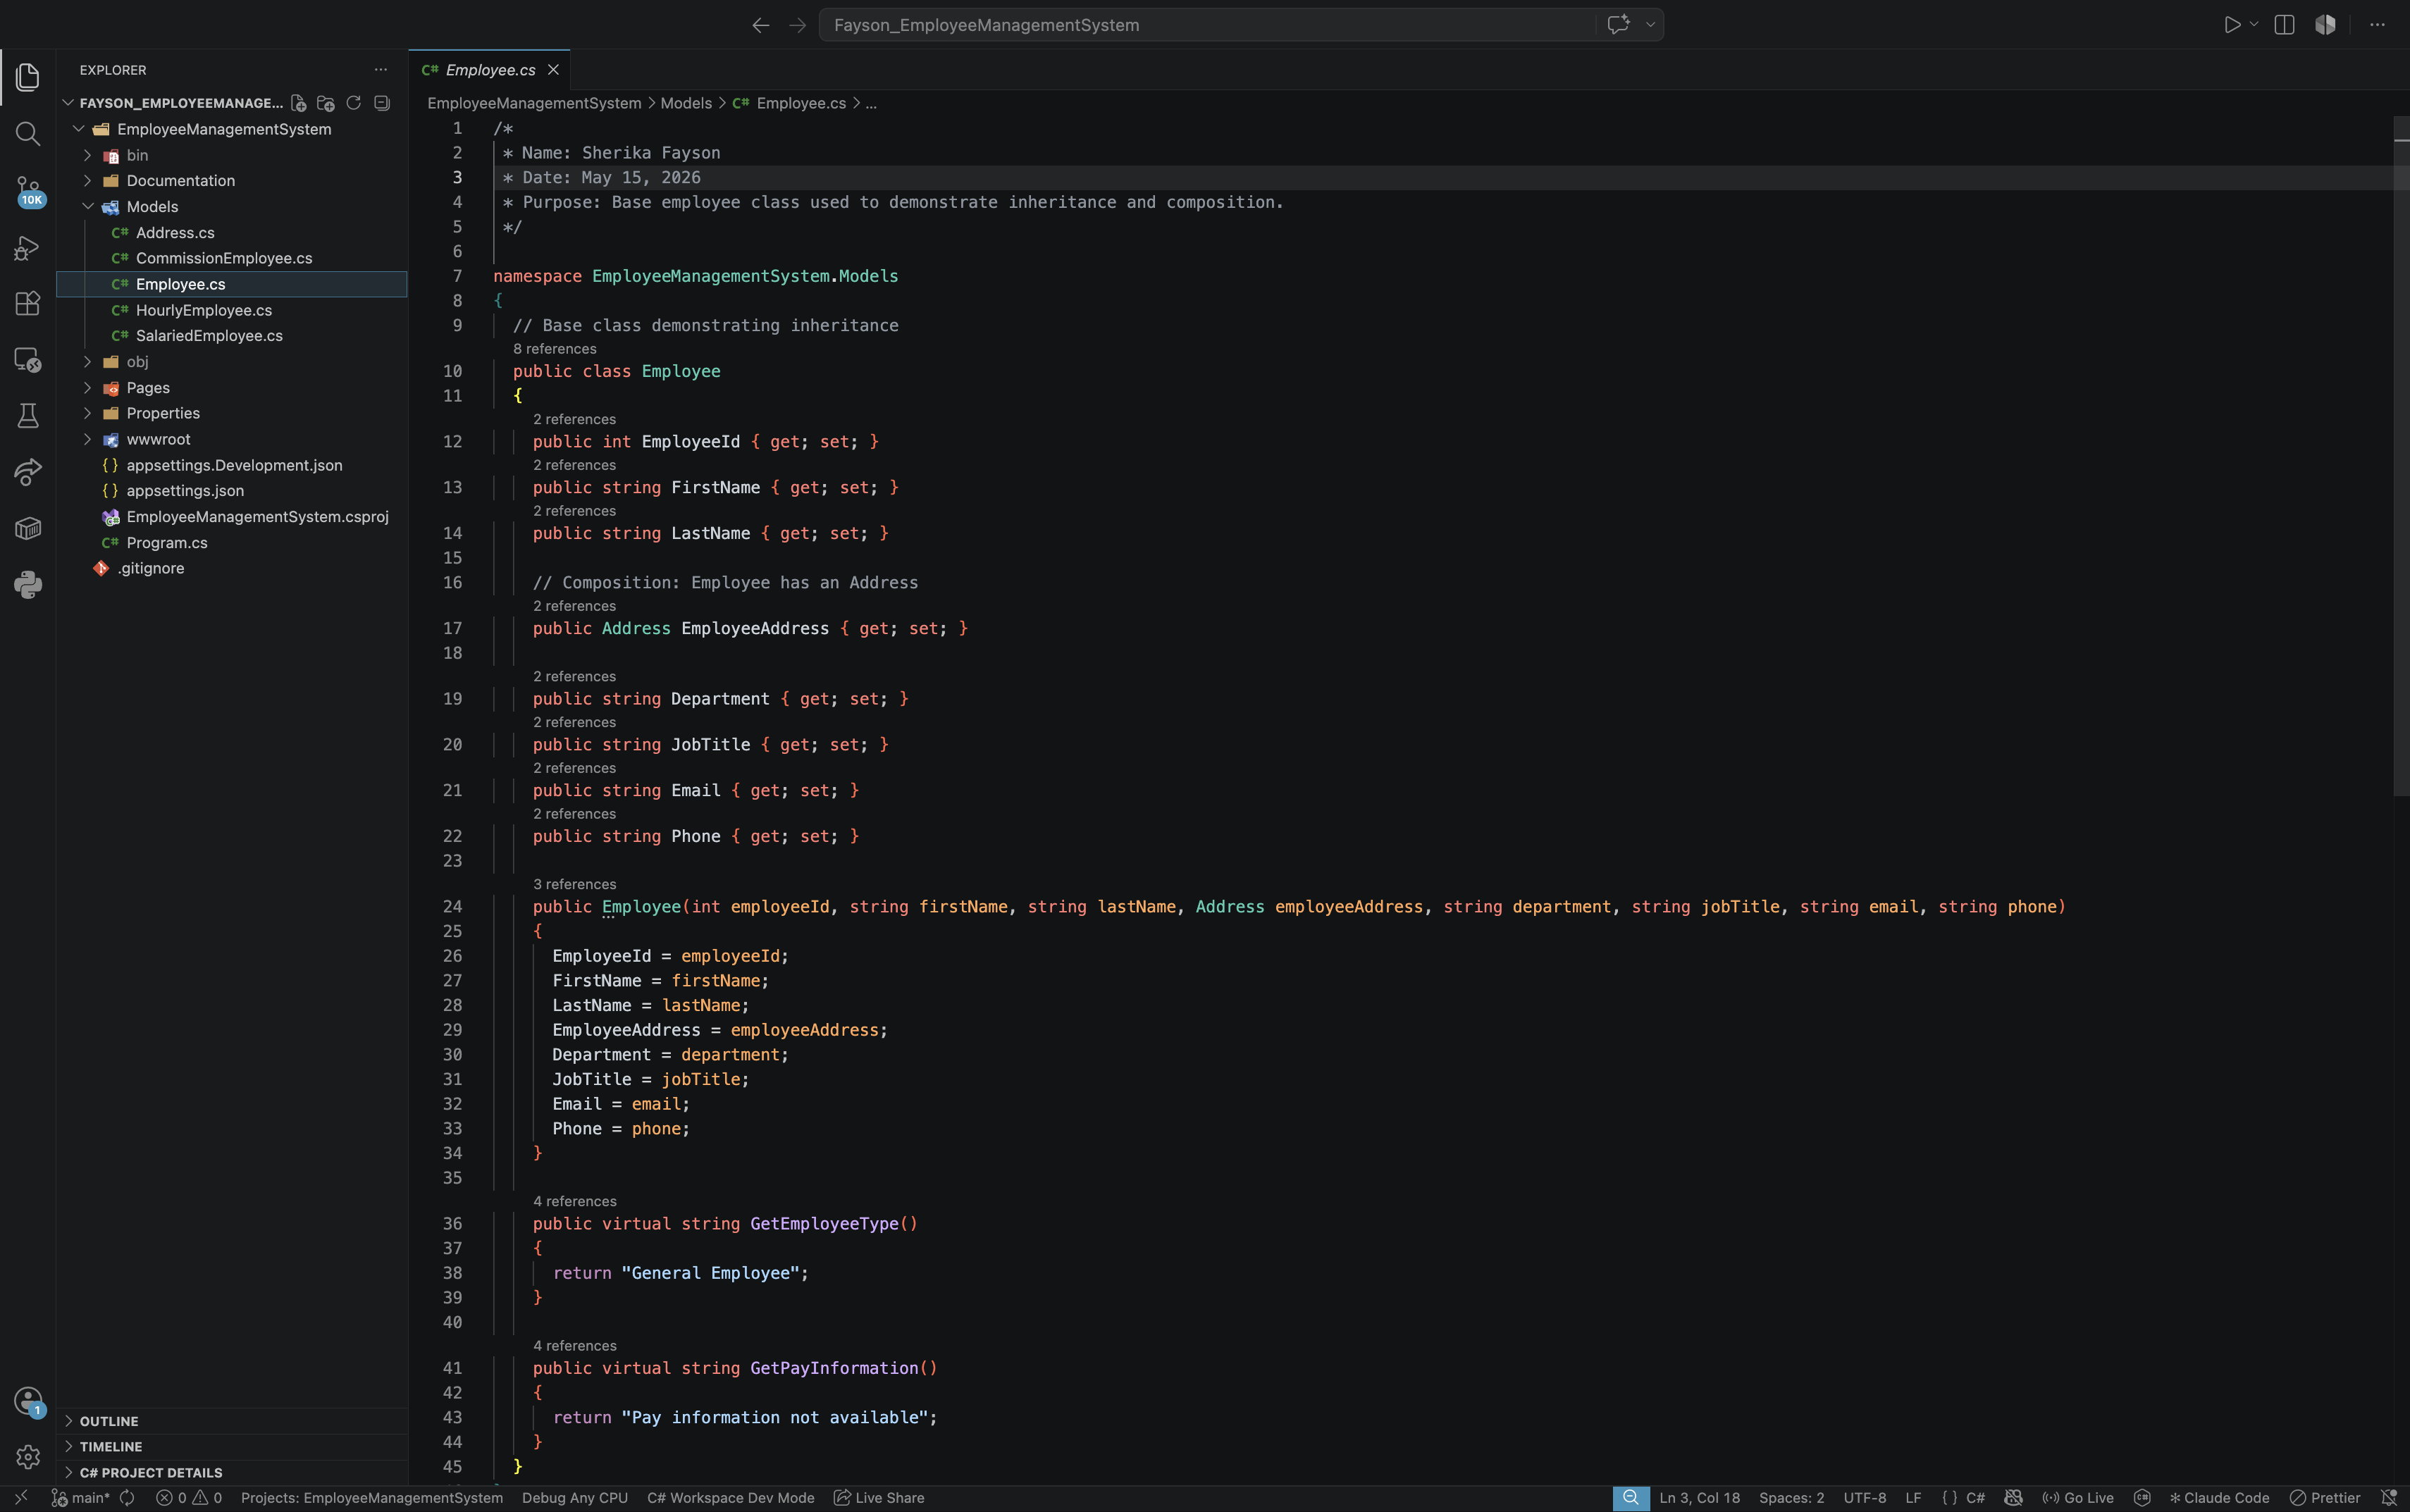 Fayson_EmployeeManagementSystem
EXPLORER
FAYSON_EMPLOYEEMANAGE...
EmployeeManagementSystem
bin
Documentation
Models
C# Address.cs
C# CommissionEmployee.cs
C# Employee.cs
C# HourlyEmployee.cs
C# SalariedEmployee.cs
obj
Pages
Properties
wwwroot
{} appsettings.Development.json
{} appsettings.json
EmployeeManagementSystem.csproj
C# Program.cs
.gitignore
10K
1
OUTLINE
TIMELINE
C# PROJECT DETAILS
C# Employee.cs
EmployeeManagementSystem > Models > C# Employee.cs > ...
1 /*
2 * Name: Sherika Fayson
3 * Date: May 15, 2026
4 * Purpose: Base employee class used to demonstrate inheritance and composition.
5 */
6
7 namespace EmployeeManagementSystem.Models
8 {
9 // Base class demonstrating inheritance
8 references
10 public class Employee
11 {
2 references
12 public int EmployeeId { get; set; }
2 references
13 public string FirstName { get; set; }
2 references
14 public string LastName { get; set; }
15
16 // Composition: Employee has an Address
2 references
17 public Address EmployeeAddress { get; set; }
18
2 references
19 public string Department { get; set; }
2 references
20 public string JobTitle { get; set; }
2 references
21 public string Email { get; set; }
2 references
22 public string Phone { get; set; }
23
3 references
24 public Employee(int employeeId, string firstName, string lastName, Address employeeAddress, string department, string jobTitle, string email, string phone)
25 {
26 EmployeeId = employeeId;
27 FirstName = firstName;
28 LastName = lastName;
29 EmployeeAddress = employeeAddress;
30 Department = department;
31 JobTitle = jobTitle;
32 Email = email;
33 Phone = phone;
34 }
35
4 references
36 public virtual string GetEmployeeType()
37 {
38 return "General Employee";
39 }
40
4 references
41 public virtual string GetPayInformation()
42 {
43 return "Pay information not available";
44 }
45 }
main* 0 0 Projects: EmployeeManagementSystem Debug Any CPU C# Workspace Dev Mode Live Share Ln 3, Col 18 Spaces: 2 UTF-8 LF {} C# Go Live Claude Code Prettier